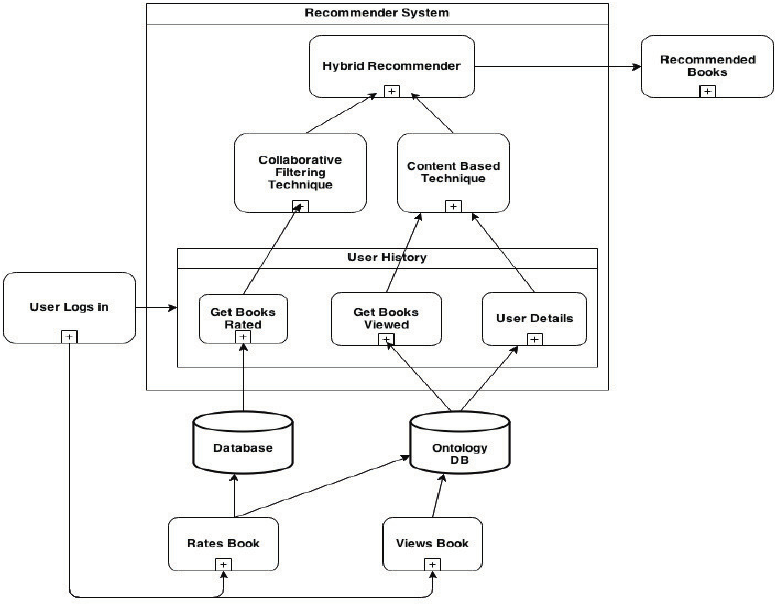 Recommender System
Hybrid Recommender
Recommended
Books
Collaborative
Filtering
Technique
Content Based
Technique
User History
User Logs in
Get Books
Rated
Get Books
Viewed
User Details
Database
Ontology
DB
Rates Book
Views Book